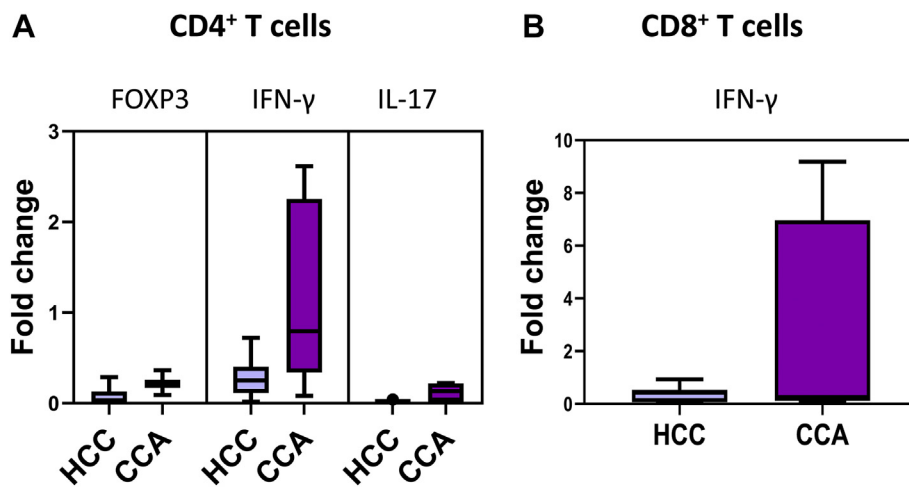 A
CD4⁺ T cells
FOXP3
IFN-γ
IL-17
Fold change
3
2
1
0
HCC
CCA
HCC
CCA
HCC
CCA
B
CD8⁺ T cells
IFN-γ
Fold change
10
8
6
4
2
0
HCC
CCA